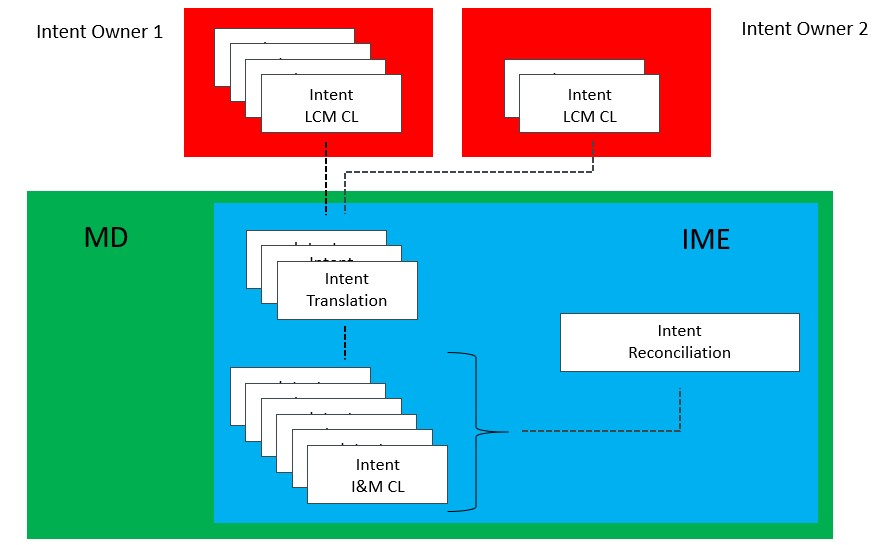 Intent Owner 1
Intent Owner 2
Intent
LCM CL
Intent
LCM CL
MD
IME
Intent
Translation
Intent
Reconciliation
Intent
I&M CL